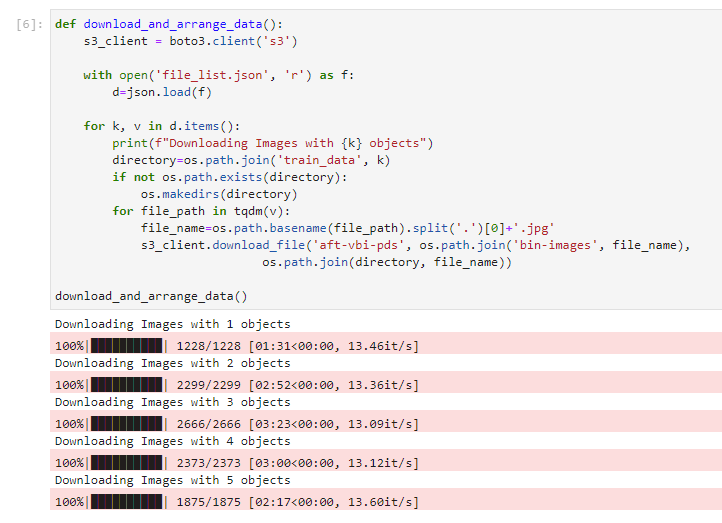 [6]: def download_and_arrange_data():
    s3_client = boto3.client('s3')
    with open('file_list.json', 'r') as f:
        d=json.load(f)
    for k, v in d.items():
        print(f"Downloading Images with {k} objects")
        directory=os.path.join('train_data', k)
        if not os.path.exists(directory):
            os.makedirs(directory)
        for file_path in tqdm(v):
            file_name=os.path.basename(file_path).split('.')[0]+'.jpg'
            s3_client.download_file('aft-vbi-pds', os.path.join('bin-images', file_name),
                             os.path.join(directory, file_name))
download_and_arrange_data()
Downloading Images with 1 objects
100%|██████████| 1228/1228 [01:31<00:00, 13.46it/s]
Downloading Images with 2 objects
100%|██████████| 2299/2299 [02:52<00:00, 13.36it/s]
Downloading Images with 3 objects
100%|██████████| 2666/2666 [03:23<00:00, 13.09it/s]
Downloading Images with 4 objects
100%|██████████| 2373/2373 [03:00<00:00, 13.12it/s]
Downloading Images with 5 objects
100%|██████████| 1875/1875 [02:17<00:00, 13.60it/s]